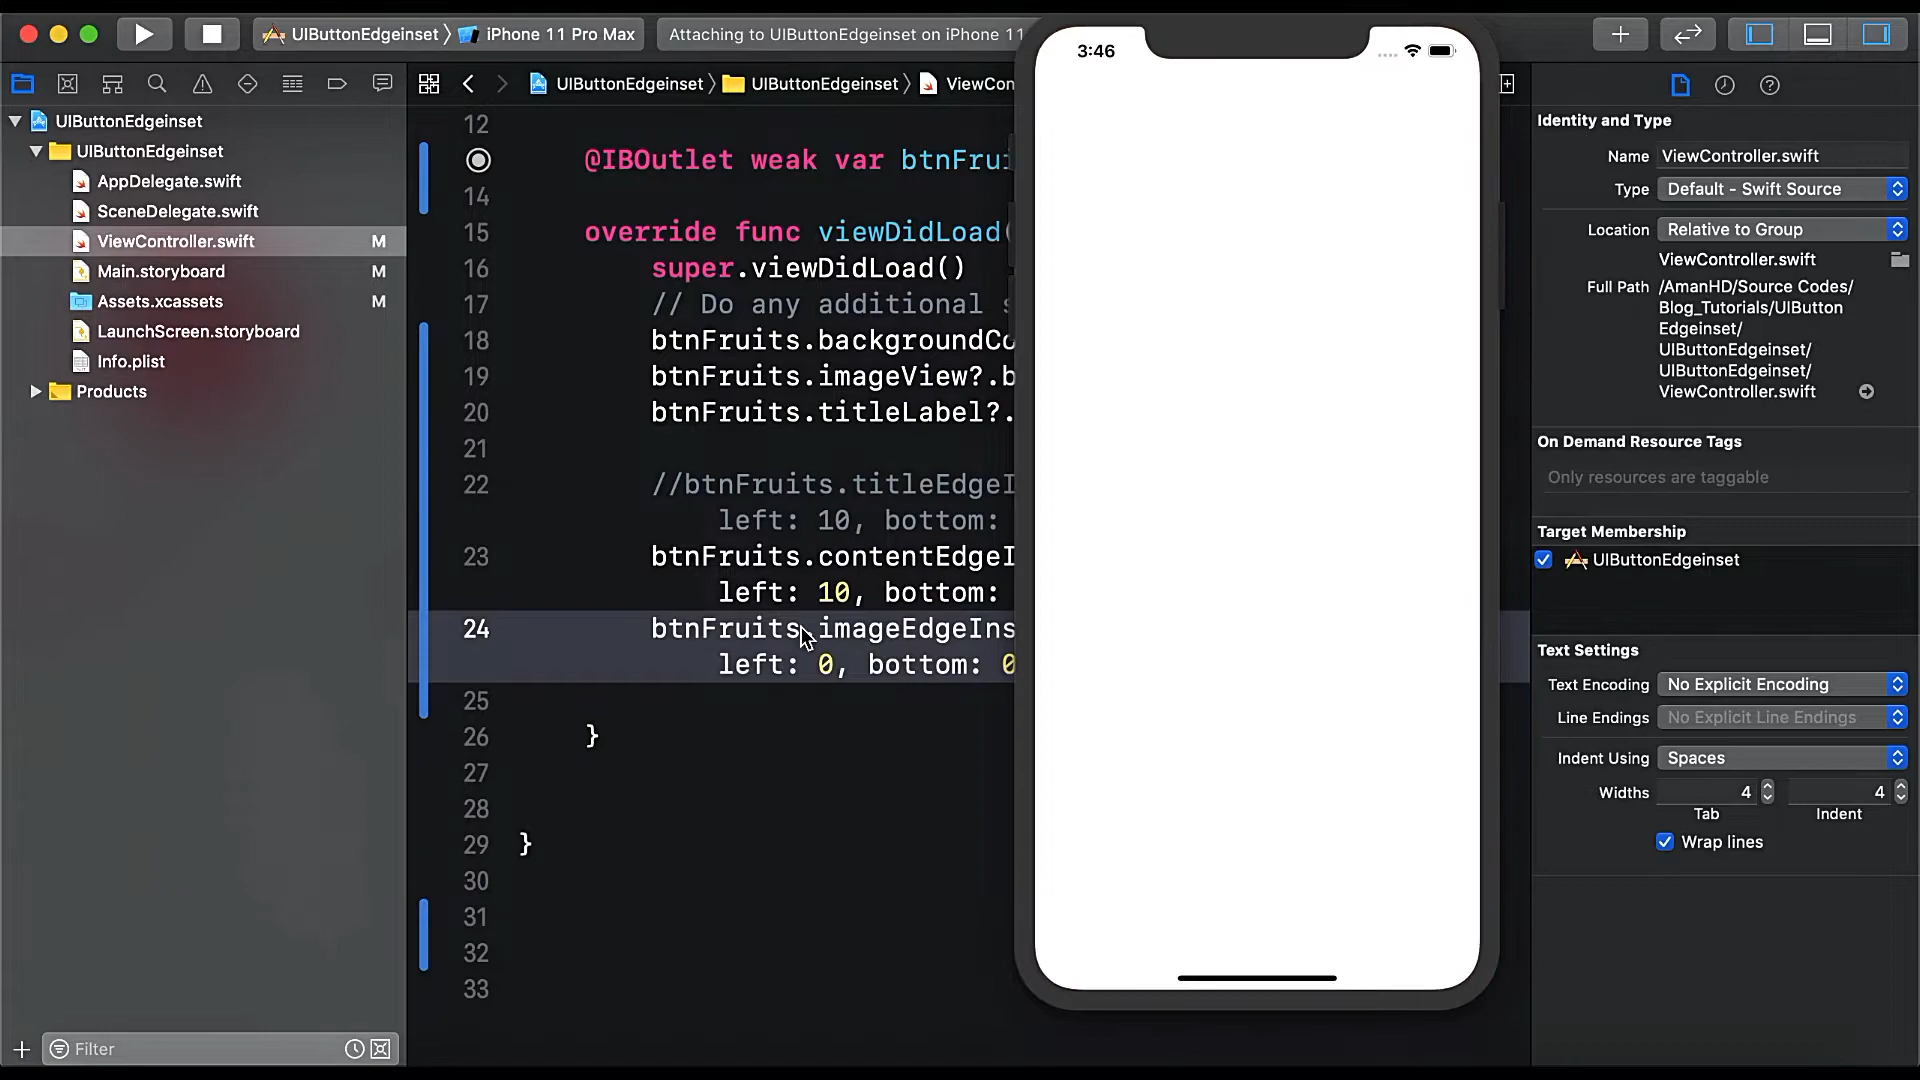 UIButtonEdgeinset 〉 iPhone 11 Pro Max
Attaching to UIButtonEdgeinset on iPhone 11
UIButtonEdgeinset 〉 UIButtonEdgeinset 〉 ViewCon
UIButtonEdgeinset
UIButtonEdgeinset
AppDelegate.swift
SceneDelegate.swift
ViewController.swift M
Main.storyboard M
Assets.xcassets M
LaunchScreen.storyboard
Info.plist
Products
Filter
12
@IBOutlet weak var btnFrui
14
15 override func viewDidLoad(
16 super.viewDidLoad()
17 // Do any additional s
18 btnFruits.backgroundCo
19 btnFruits.imageView?.b
20 btnFruits.titleLabel?.
21
22 //btnFruits.titleEdgeI
left: 10, bottom:
23 btnFruits.contentEdgeI
left: 10, bottom:
24 btnFruits.imageEdgeIns
left: 0, bottom: 0
25
26 }
27
28
29 }
30
31
32
33
3:46
Identity and Type
Name ViewController.swift
Type Default - Swift Source
Location Relative to Group
ViewController.swift
Full Path /AmanHD/Source Codes/
Blog_Tutorials/UIButton
Edgeinset/
UIButtonEdgeinset/
UIButtonEdgeinset/
ViewController.swift
On Demand Resource Tags
Only resources are taggable
Target Membership
UIButtonEdgeinset
Text Settings
Text Encoding No Explicit Encoding
Line Endings No Explicit Line Endings
Indent Using Spaces
Widths 4 4
Tab Indent
Wrap lines